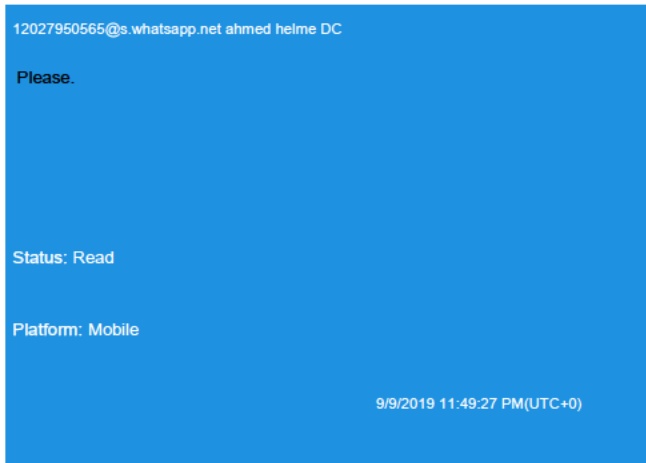 12027950565@s.whatsapp.net ahmed helme DC
Please.
Status: Read
Platform: Mobile
9/9/2019 11:49:27 PM(UTC+0)